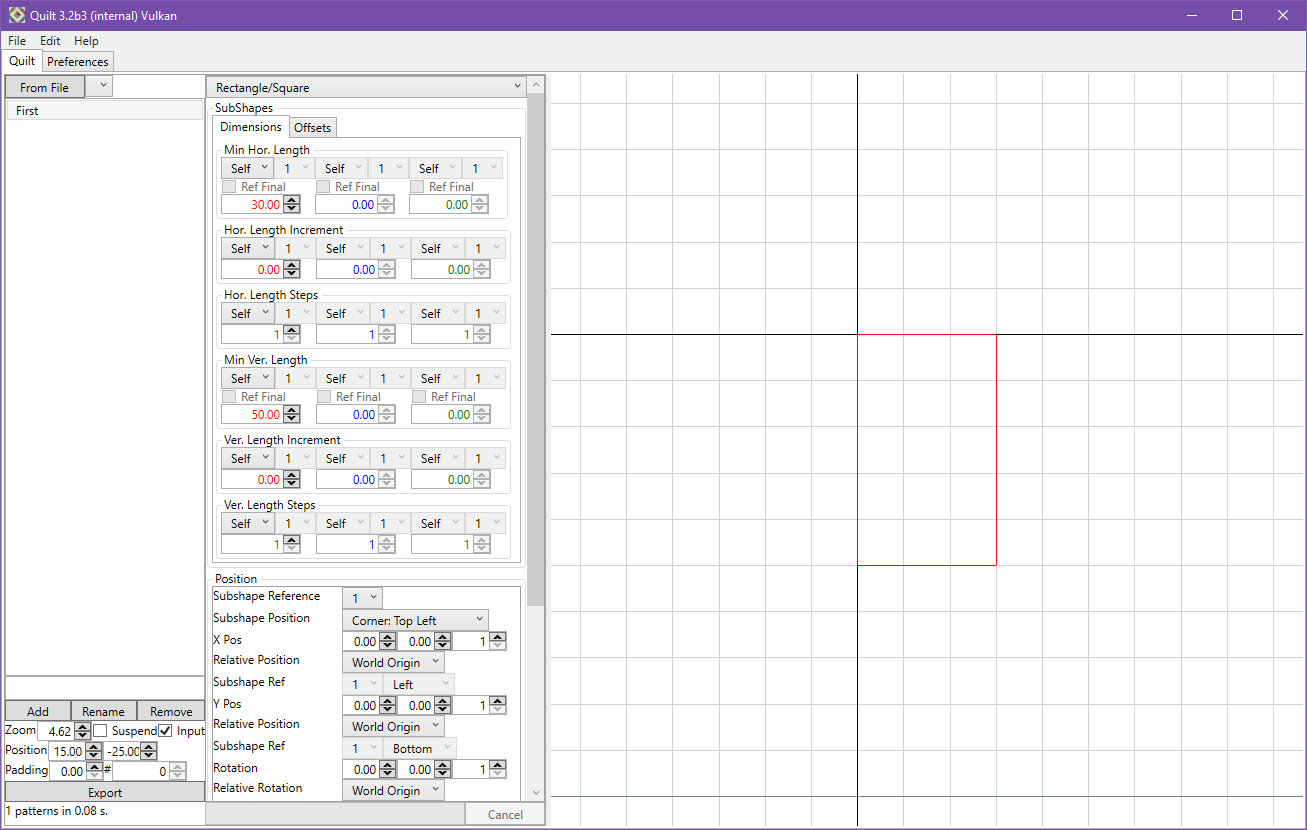 Quilt 3.2b3 (internal) Vulkan
File Edit Help
Quilt Preferences
From File
First
Rectangle/Square
SubShapes
Dimensions Offsets
Min Hor. Length
Self 1 Self 1 Self 1
Ref Final Ref Final Ref Final
30.00 0.00 0.00
Hor. Length Increment
Self 1 Self 1 Self 1
0.00 0.00 0.00
Hor. Length Steps
Self 1 Self 1 Self 1
1 1 1
Min Ver. Length
Self 1 Self 1 Self 1
Ref Final Ref Final Ref Final
50.00 0.00 0.00
Ver. Length Increment
Self 1 Self 1 Self 1
0.00 0.00 0.00
Ver. Length Steps
Self 1 Self 1 Self 1
1 1 1
Position
Subshape Reference 1
Subshape Position Corner: Top Left
X Pos 0.00 0.00 1
Relative Position World Origin
Subshape Ref 1 Left
Y Pos 0.00 0.00 1
Relative Position World Origin
Subshape Ref 1 Bottom
Rotation 0.00 0.00 1
Relative Rotation World Origin
Cancel
Add Rename Remove
Zoom 4.62 Suspend Input
Position 15.00 -25.00
Padding 0.00 # 0
Export
1 patterns in 0.08 s.